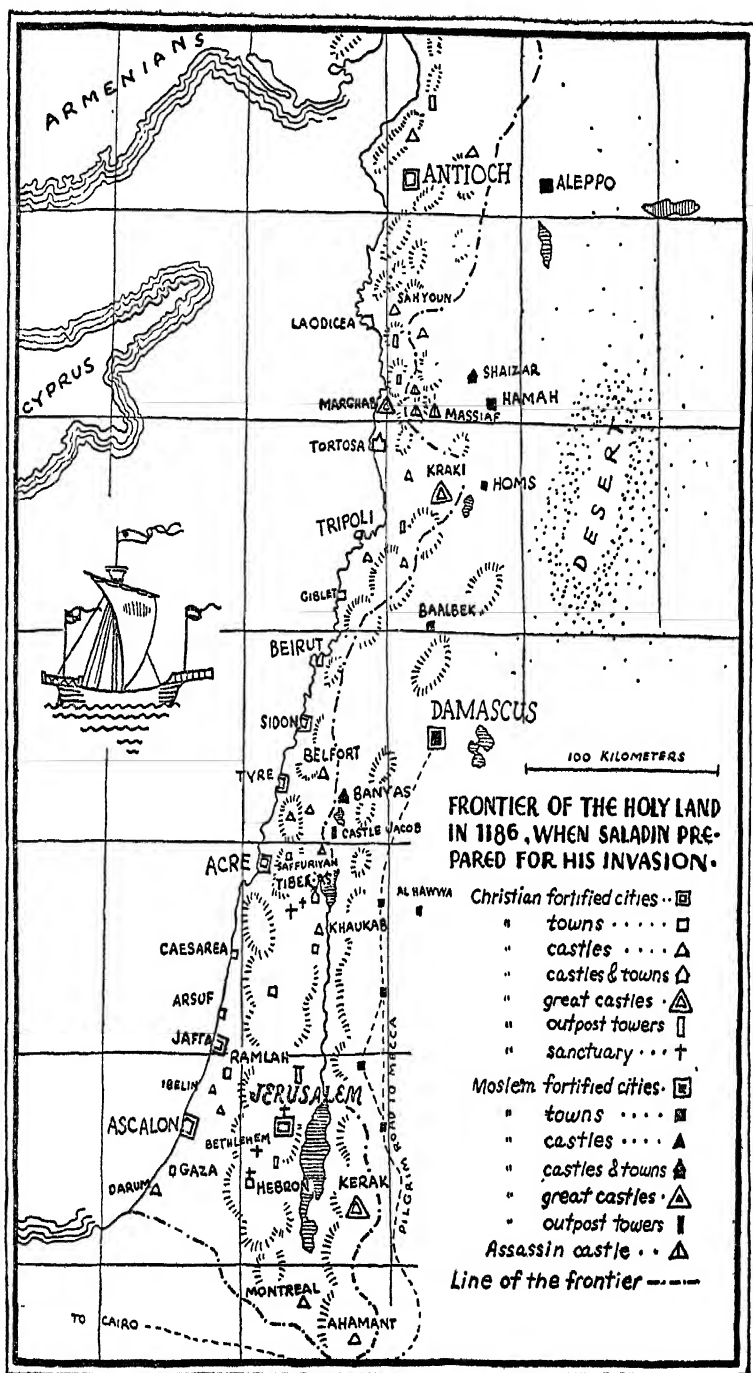 ARMENIANS
ANTIOCH
ALEPPO
SAHYOUN
LAODICEA
CYPRUS
SHAIZAR
HAMAH
MARGHAB
MASSIAF
TORTOSA
KRAKI
HOMS
DESERT
TRIPOLI
GIBLET
BAALBEK
BEIRUT
SIDON
DAMASCUS
BELFORT
TYRE
BANYAS
100 KILOMETERS
CASTLE JACOB
FRONTIER OF THE HOLY LAND
IN 1186, WHEN SALADIN PRE-
PARED FOR HIS INVASION.
ACRE
SAFFURIYAH
TIBERIAS
AL HAWWA
KHAUKAB
CAESAREA
ARSUF
JAFFA
RAMLAH
IBELIN
JERUSALEM
ASCALON
BETHLEHEM
GAZA
DARUM
HEBRON
KERAK
PILGRIM ROAD TO MECCA
MONTREAL
AHAMANT
TO CAIRO
Christian fortified cities ..
" towns .....
" castles .....
" castles & towns
" great castles .
" outpost towers
" sanctuary ...
Moslem fortified cities.
" towns ....
" castles ....
" castles & towns
" great castles .
" outpost towers
Assassin castle ..
Line of the frontier